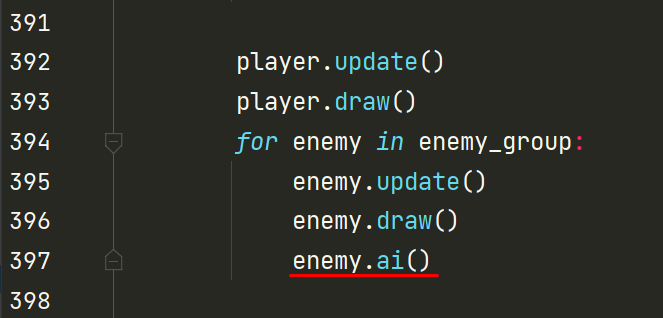 391
392 player.update()
393 player.draw()
394 for enemy in enemy_group:
395 enemy.update()
396 enemy.draw()
397 enemy.ai()
398